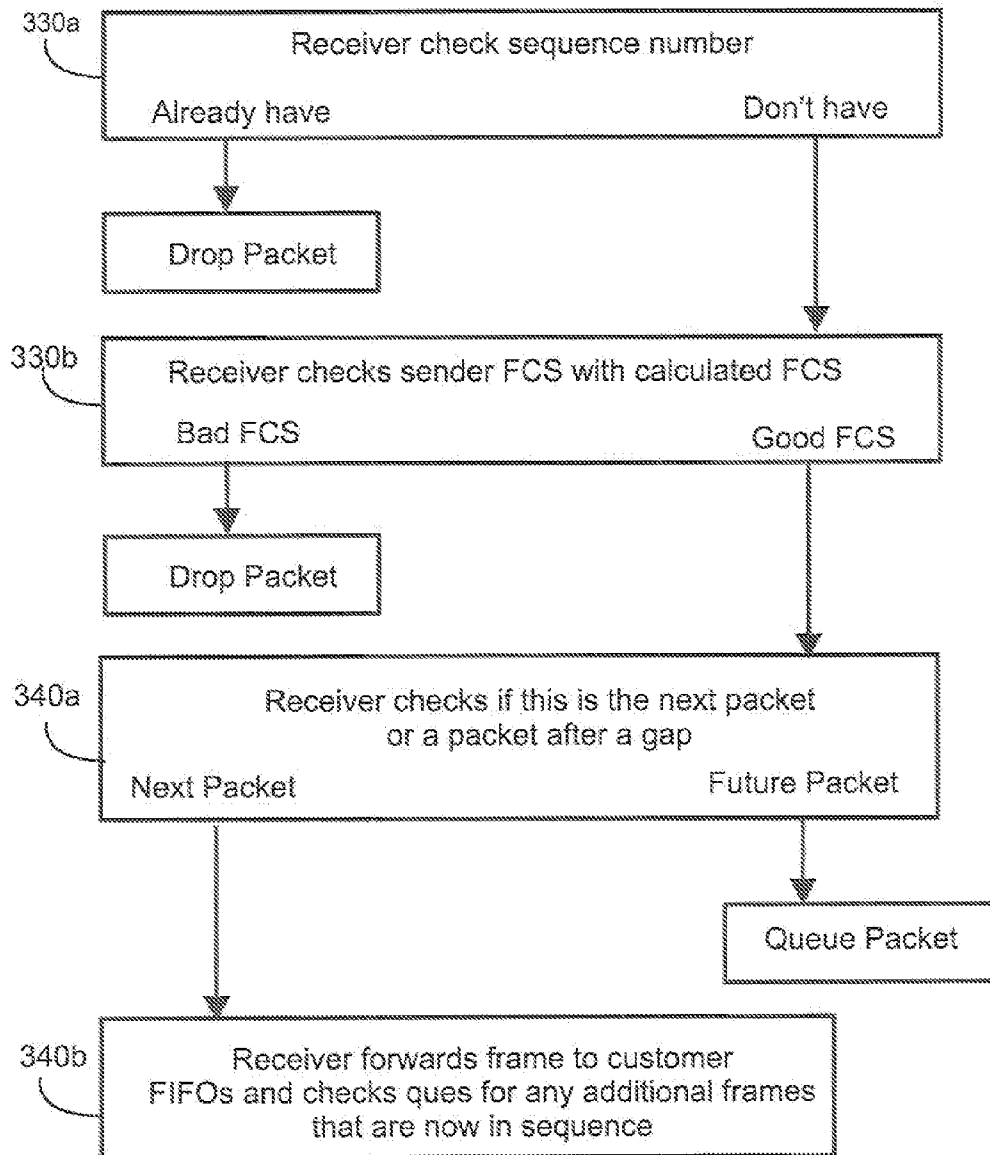 330a
Receiver check sequence number
Already have
Don't have
Drop Packet
330b
Receiver checks sender FCS with calculated FCS
Bad FCS
Good FCS
Drop Packet
340a
Receiver checks if this is the next packet
or a packet after a gap
Next Packet
Future Packet
Queue Packet
340b
Receiver forwards frame to customer
FIFOs and checks ques for any additional frames
that are now in sequence